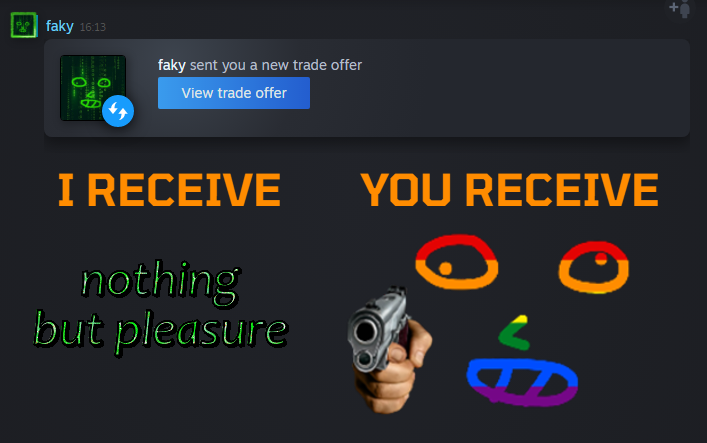 faky 16:13
faky sent you a new trade offer
View trade offer
I RECEIVE
YOU RECEIVE
nothing
but pleasure